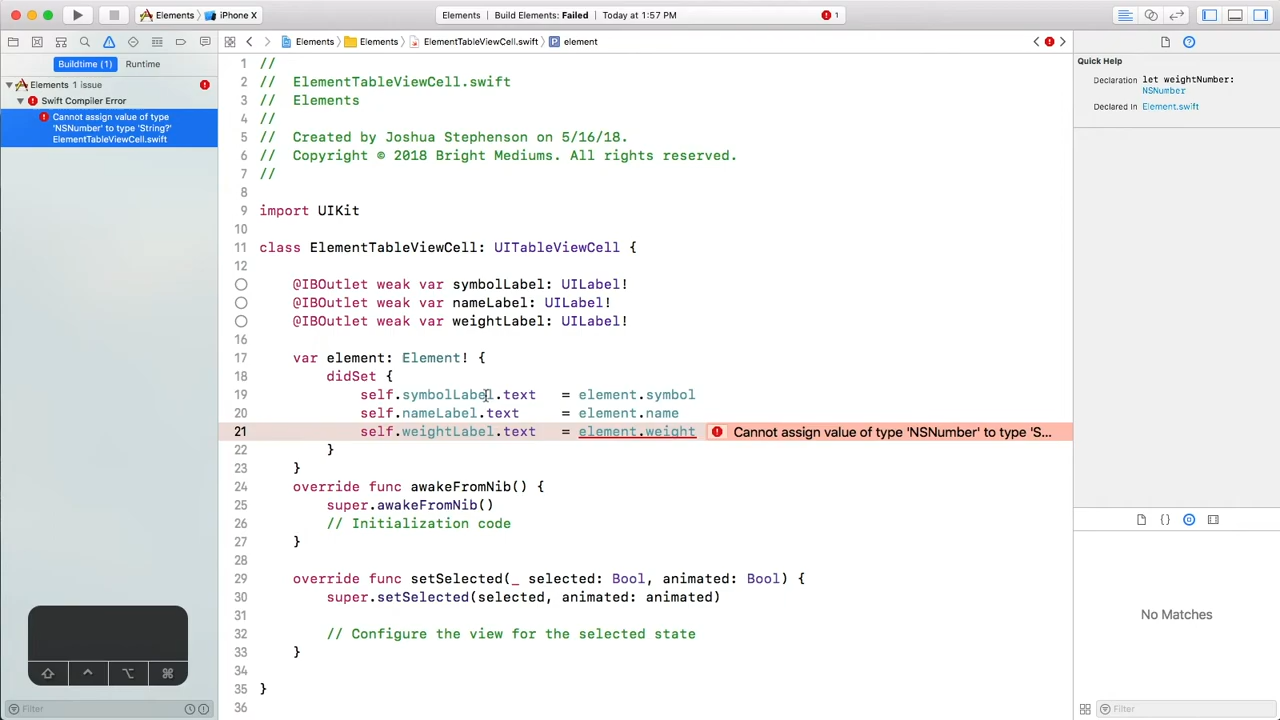 Elements iPhone X
Elements | Build Elements: Failed | Today at 1:57 PM 1
Elements Elements ElementTableViewCell.swift P element
Buildtime (1) Runtime
Elements 1 issue
Swift Compiler Error
Cannot assign value of type
'NSNumber' to type 'String?'
ElementTableViewCell.swift
Filter
1 //
2 // ElementTableViewCell.swift
3 // Elements
4 //
5 // Created by Joshua Stephenson on 5/16/18.
6 // Copyright © 2018 Bright Mediums. All rights reserved.
7 //
8
9 import UIKit
10
11 class ElementTableViewCell: UITableViewCell {
12
@IBOutlet weak var symbolLabel: UILabel!
@IBOutlet weak var nameLabel: UILabel!
@IBOutlet weak var weightLabel: UILabel!
16
17 var element: Element! {
18 didSet {
19 self.symbolLabel.text = element.symbol
20 self.nameLabel.text = element.name
21 self.weightLabel.text = element.weight Cannot assign value of type 'NSNumber' to type 'S...
22 }
23 }
24 override func awakeFromNib() {
25 super.awakeFromNib()
26 // Initialization code
27 }
28
29 override func setSelected(_ selected: Bool, animated: Bool) {
30 super.setSelected(selected, animated: animated)
31
32 // Configure the view for the selected state
33 }
34
35 }
36
Quick Help
Declaration let weightNumber:
NSNumber
Declared In Element.swift
No Matches
Filter